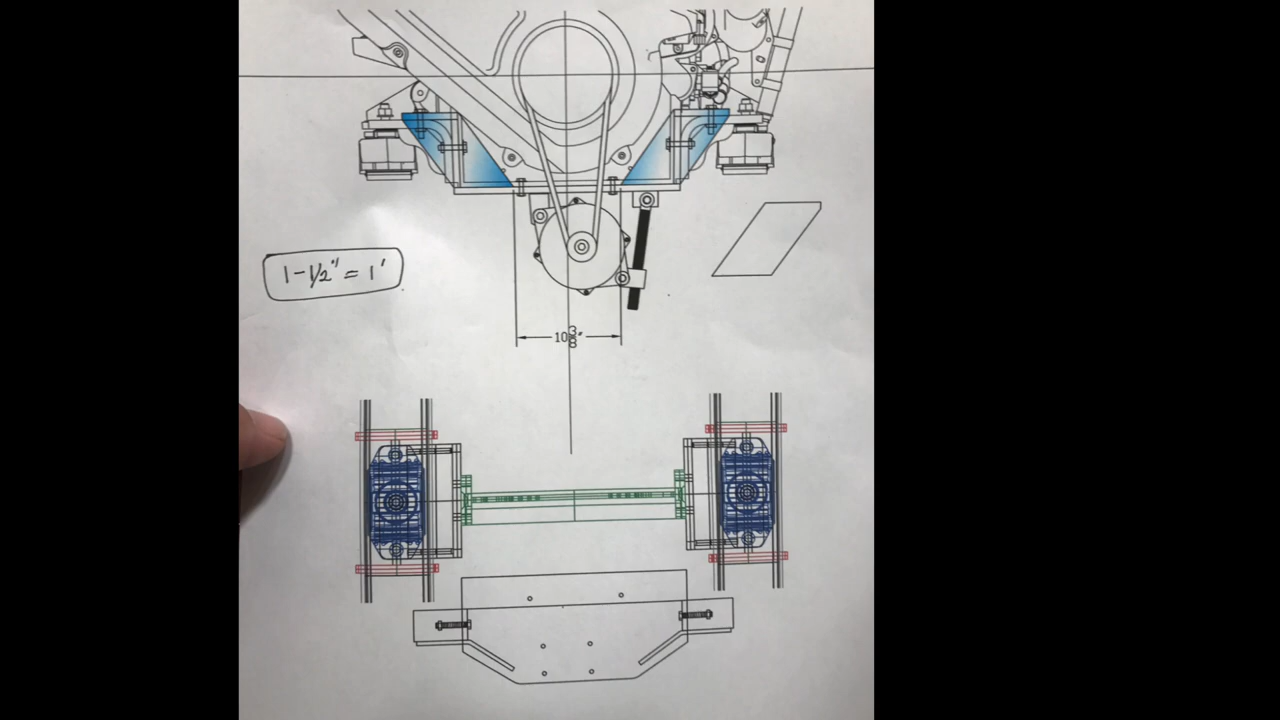 1-1/2" = 1'
10 3/8"